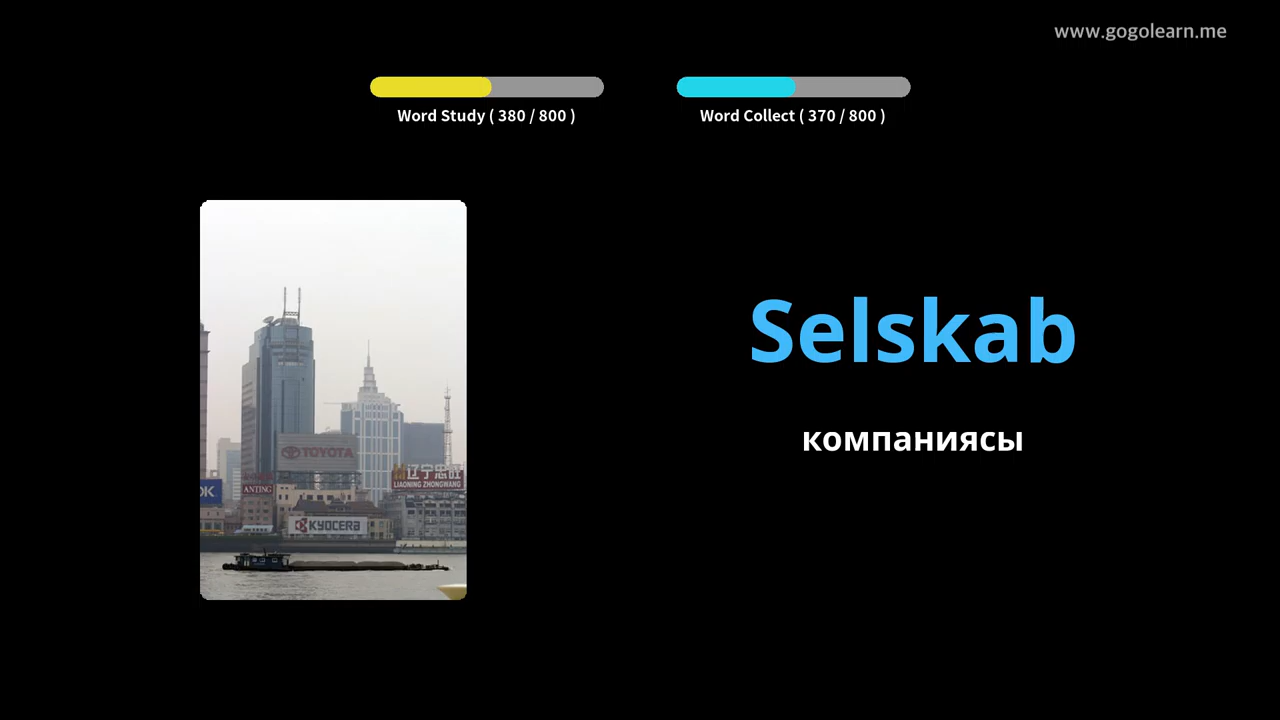 www.gogolearn.me
Word Study ( 380 / 800 )
Word Collect ( 370 / 800 )
Selskab
компаниясы
TOYOTA
辽宁忠旺
LIAONING ZHONGWANG
OK
ANTING
KYOCERA